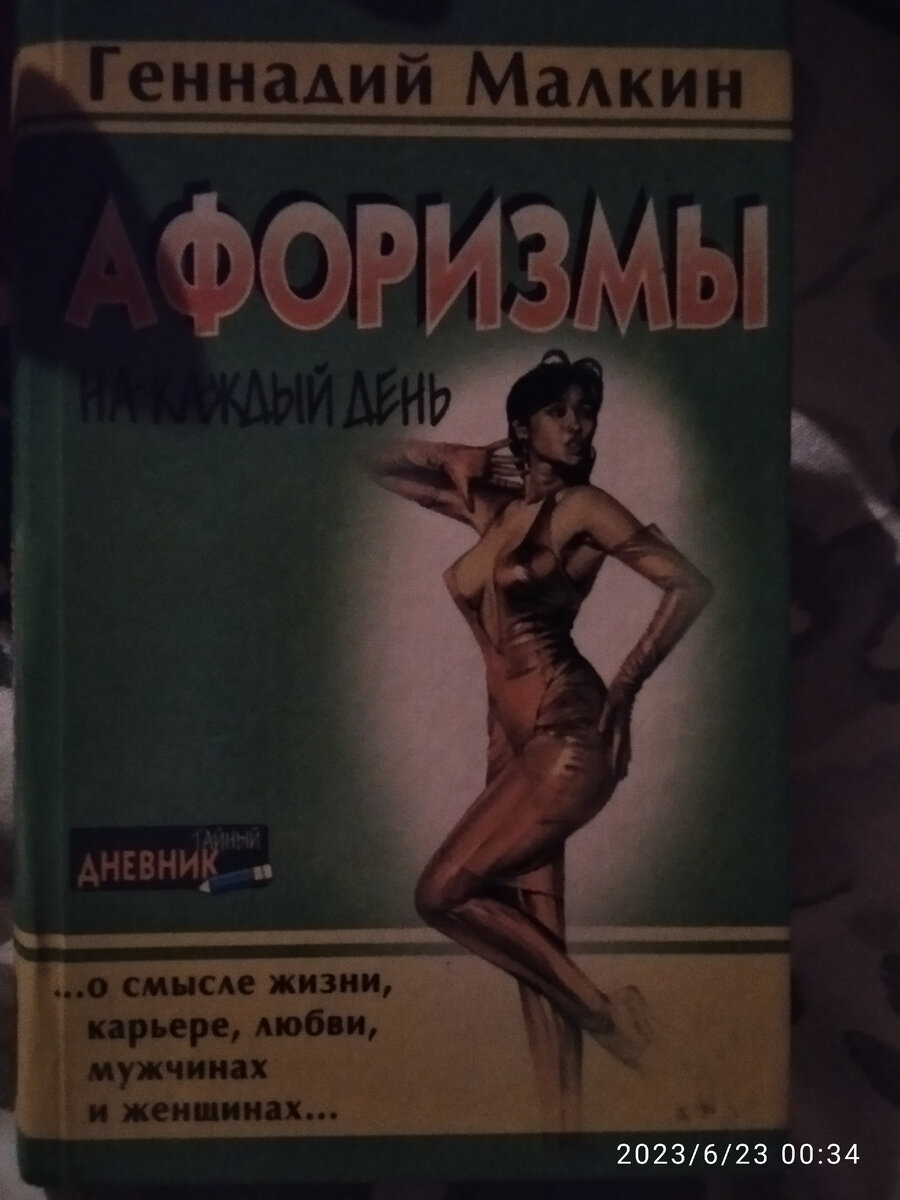 Геннадий Малкин
АФОРИЗМЫ
НА КАЖДЫЙ ДЕНЬ
ТАЙНЫЙ
ДНЕВНИК
...о смысле жизни,
карьере, любви,
мужчинах
и женщинах...
2023/6/23 00:34